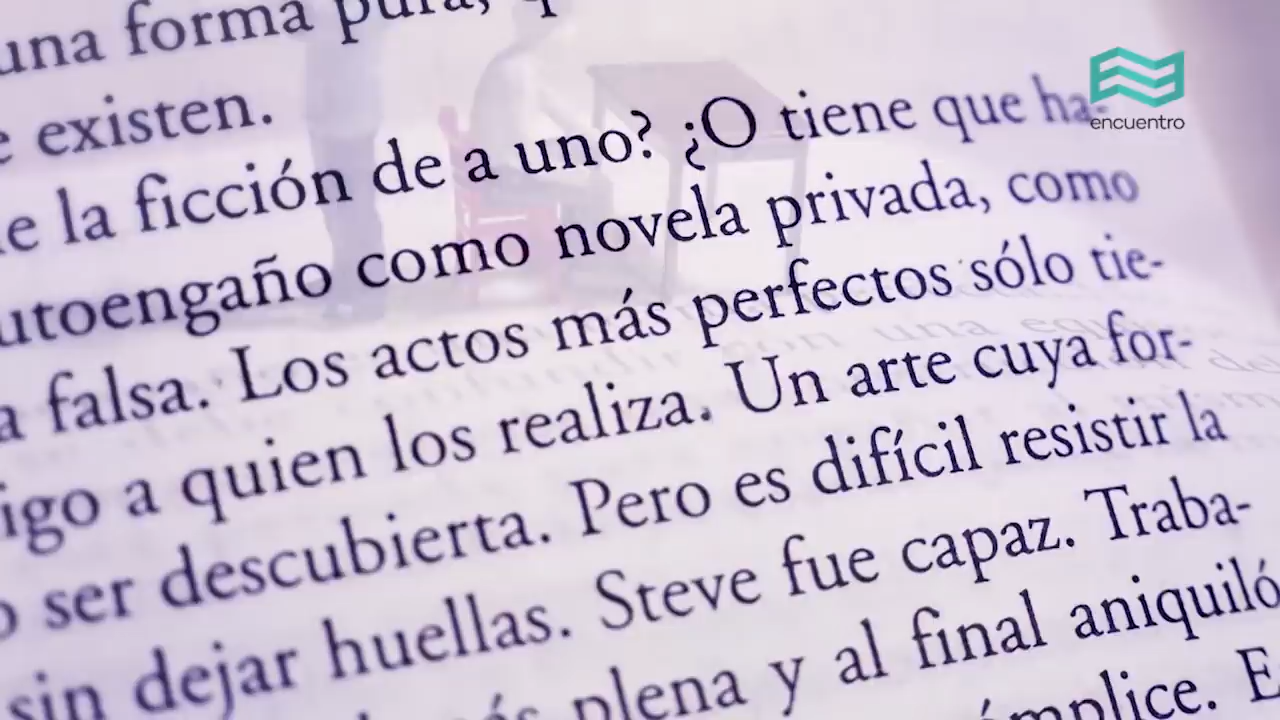 una forma pura,
existen.
la ficción de a uno? ¿O tiene que ha-
como novela privada, como
falsa. Los actos más perfectos sólo tie-
a quien los realiza. Un arte cuya for-
ser descubierta. Pero es difícil resistir la
sin dejar huellas. Steve fue capaz. Traba-
plena y al final aniquiló
encuentro